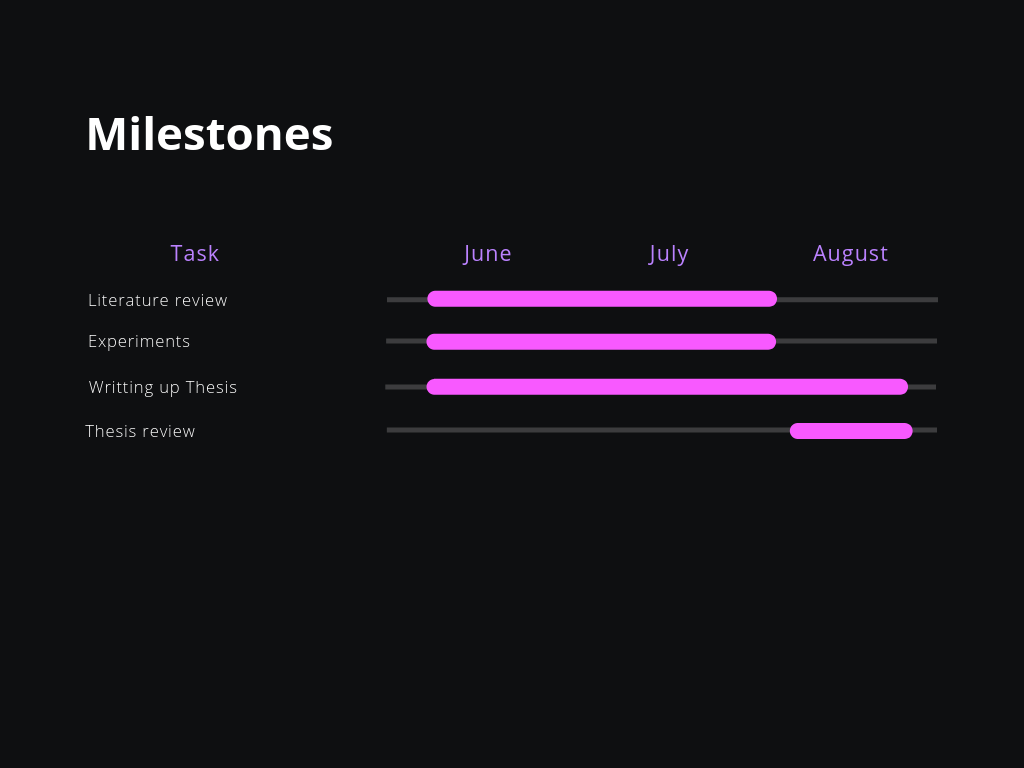 Milestones
Task June July August
Literature review
Experiments
Writting up Thesis
Thesis review